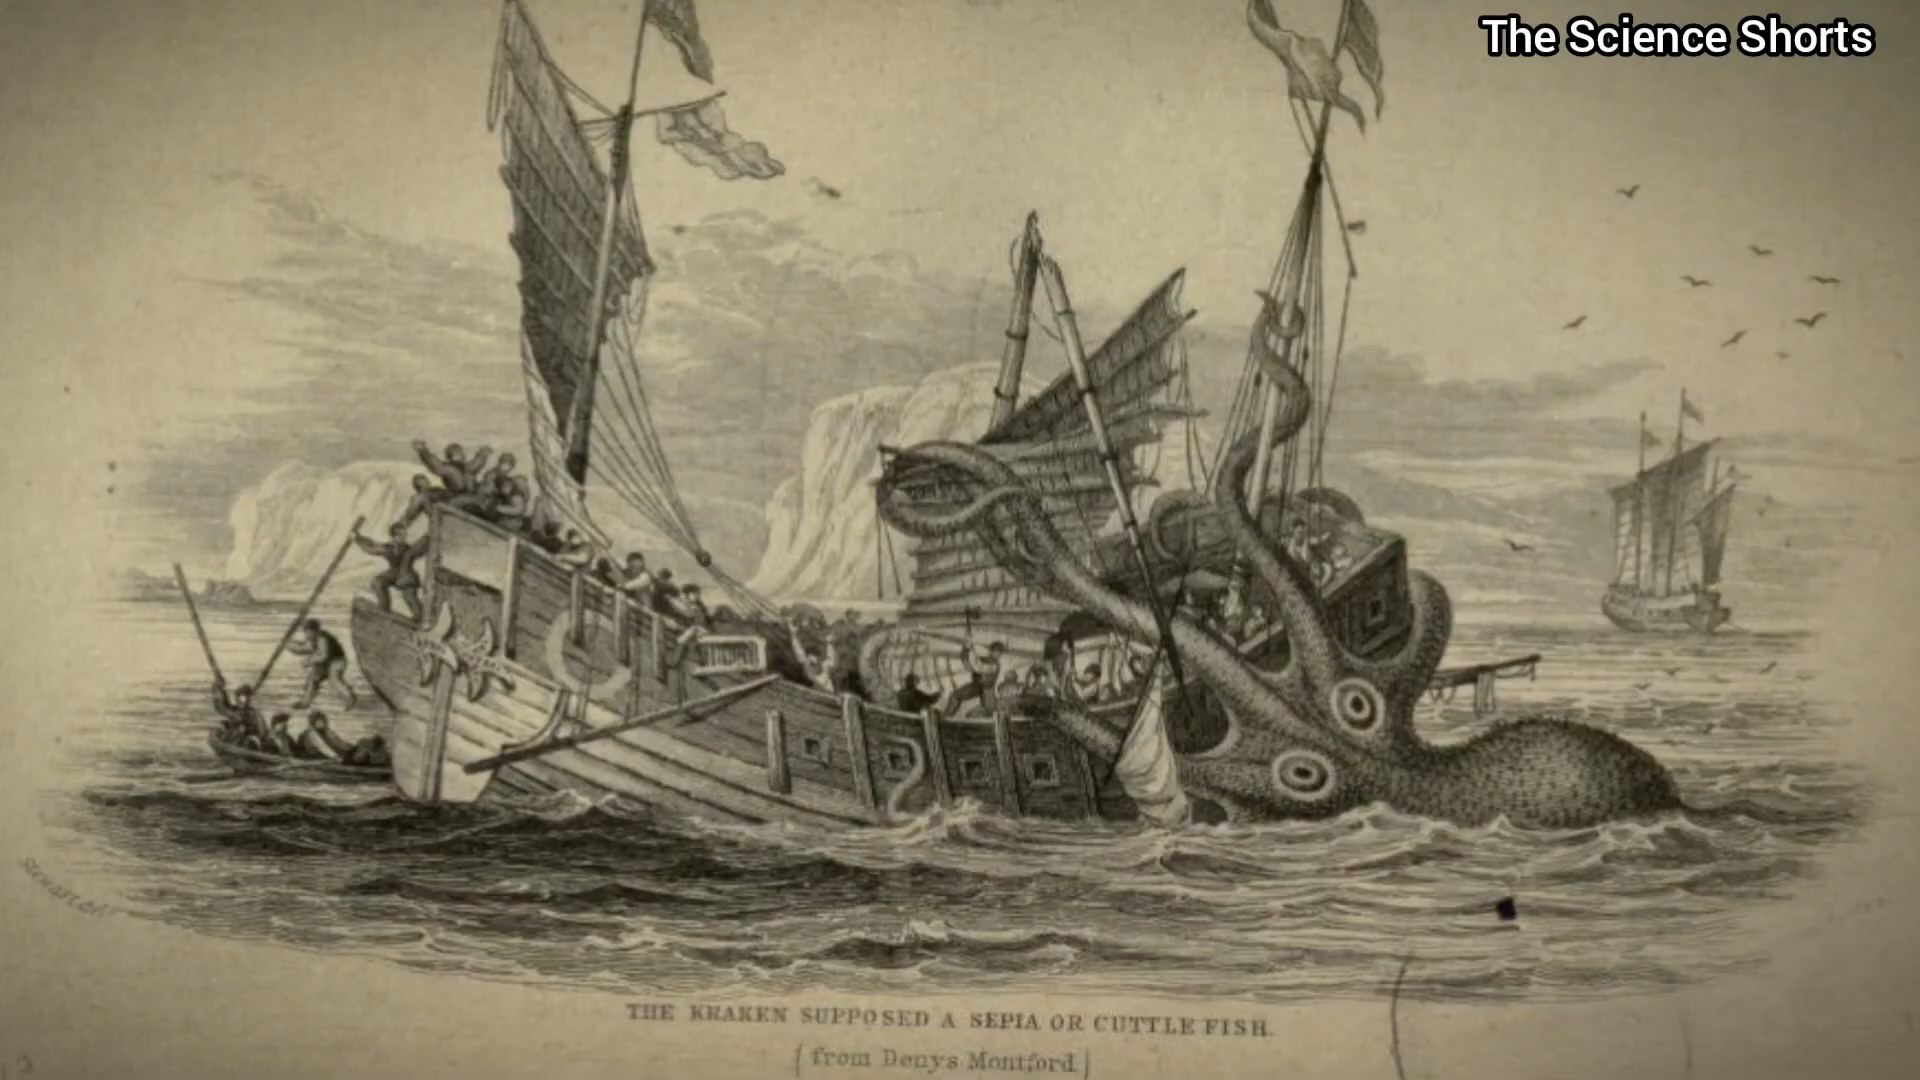 The Science Shorts
THE KRAKEN SUPPOSED A SEPIA OR CUTTLE FISH.
(from Denys Montford)